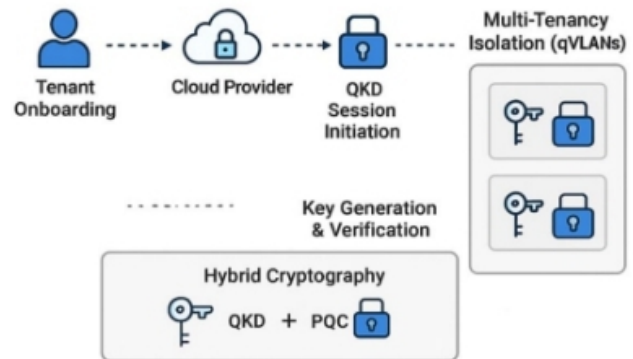 Multi-Tenancy
Isolation (qVLANs)
Tenant
Onboarding
Cloud Provider
QKD
Session
Initiation
Key Generation
& Verification
Hybrid Cryptography
QKD + PQC